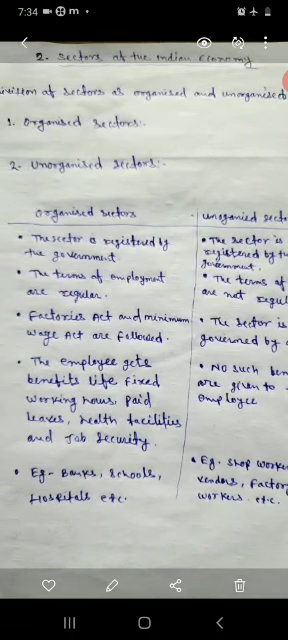 7:34 m •
2. Sectors of the Indian Economy
Division of sectors as organised and unorganised
1. Organised sectors:-
2. Unorganised sectors:-
Organised sectors
• The sector is registered by
the government
• The terms of employment
are regular.
• Factories Act and minimum
wage Act are followed.
• The employee gets
benefits like fixed
working hours, paid
leaves, health facilities
and Job security.
• Eg- Banks, Schools,
Hospitals etc.
unoganied secto
• The sector is
registered by the
government.
• The terms of
are not regul
• The sector is
governed by a
• No such ben
are given to
employee
• Eg. shop worke
vendors, Factory
workers. etc.